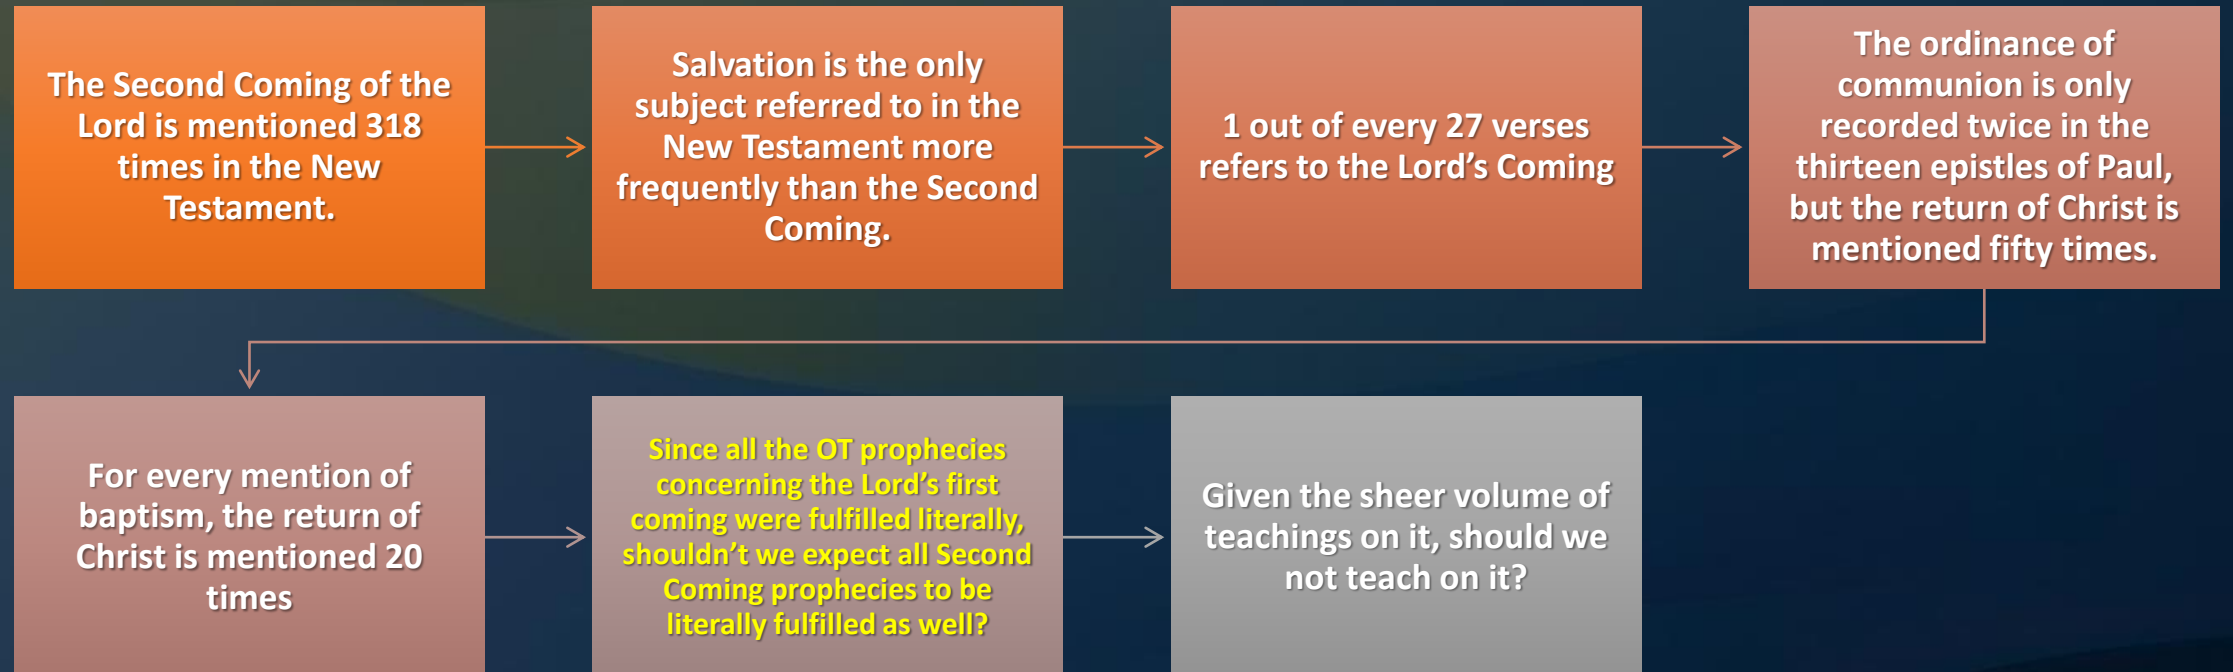 The Second Coming of the
Lord is mentioned 318
times in the New
Testament.
Salvation is the only
subject referred to in the
New Testament more
frequently than the Second
Coming.
1 out of every 27 verses
refers to the Lord’s Coming
The ordinance of
communion is only
recorded twice in the
thirteen epistles of Paul,
but the return of Christ is
mentioned fifty times.
For every mention of
baptism, the return of
Christ is mentioned 20
times
Since all the OT prophecies
concerning the Lord’s first
coming were fulfilled literally,
shouldn’t we expect all Second
Coming prophecies to be
literally fulfilled as well?
Given the sheer volume of
teachings on it, should we
not teach on it?